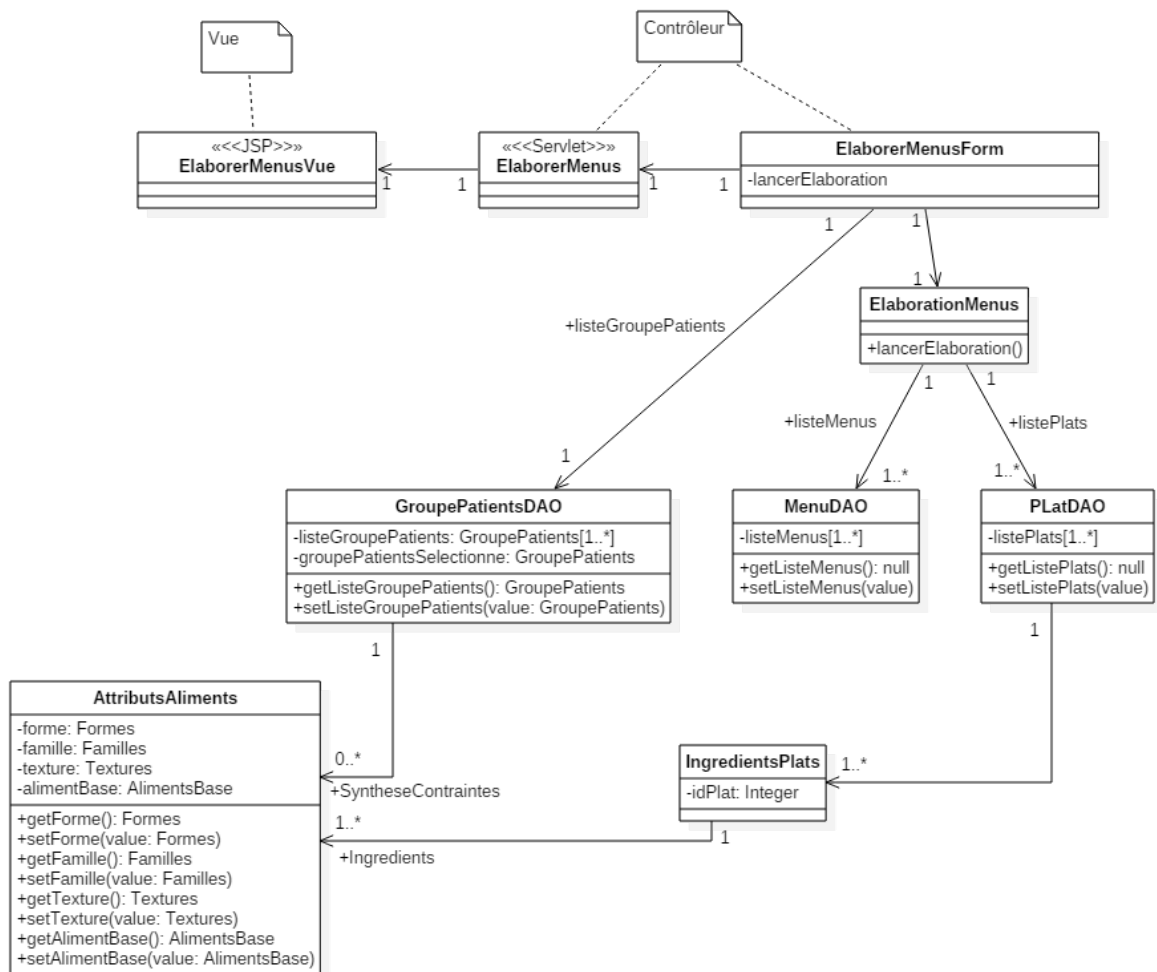 Vue
Contrôleur
«<<JSP>>»
ElaborerMenusVue
«<<Servlet>>»
ElaborerMenus
ElaborerMenusForm
-lancerElaboration
1
1
1
1
1
1
+listeGroupePatients
1
ElaborationMenus
+lancerElaboration()
1
1
+listeMenus
+listePlats
1
1..*
1..*
GroupePatientsDAO
-listeGroupePatients: GroupePatients[1..*]
-groupePatientsSelectionne: GroupePatients
+getListeGroupePatients(): GroupePatients
+setListeGroupePatients(value: GroupePatients)
MenuDAO
-listeMenus[1..*]
+getListeMenus(): null
+setListeMenus(value)
PLatDAO
-listePlats[1..*]
+getListePlats(): null
+setListePlats(value)
1
1
AttributsAliments
-forme: Formes
-famille: Familles
-texture: Textures
-alimentBase: AlimentsBase
+getForme(): Formes
+setForme(value: Formes)
+getFamille(): Familles
+setFamille(value: Familles)
+getTexture(): Textures
+setTexture(value: Textures)
+getAlimentBase(): AlimentsBase
+setAlimentBase(value: AlimentsBase)
0..*
+SyntheseContraintes
1..*
+Ingredients
IngredientsPlats
-idPlat: Integer
1..*
1